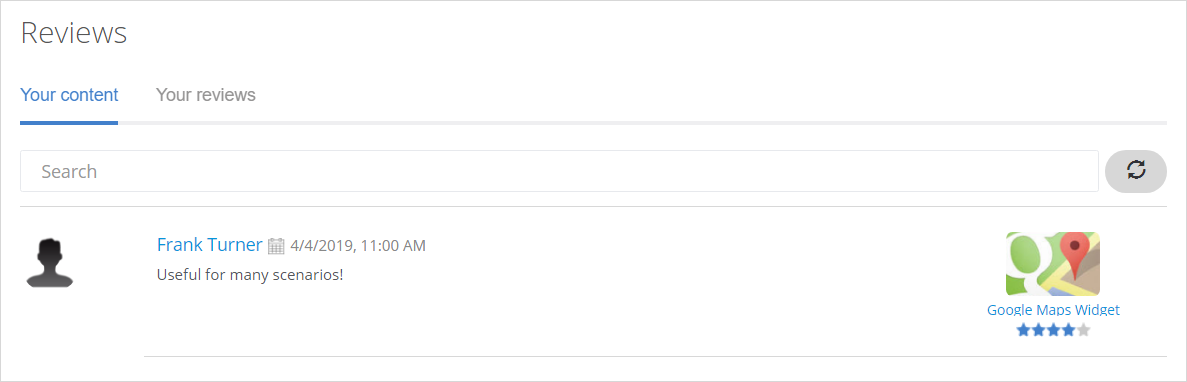 Reviews
Your content Your reviews
Search
Frank Turner 4/4/2019, 11:00 AM
Useful for many scenarios!
Google Maps Widget